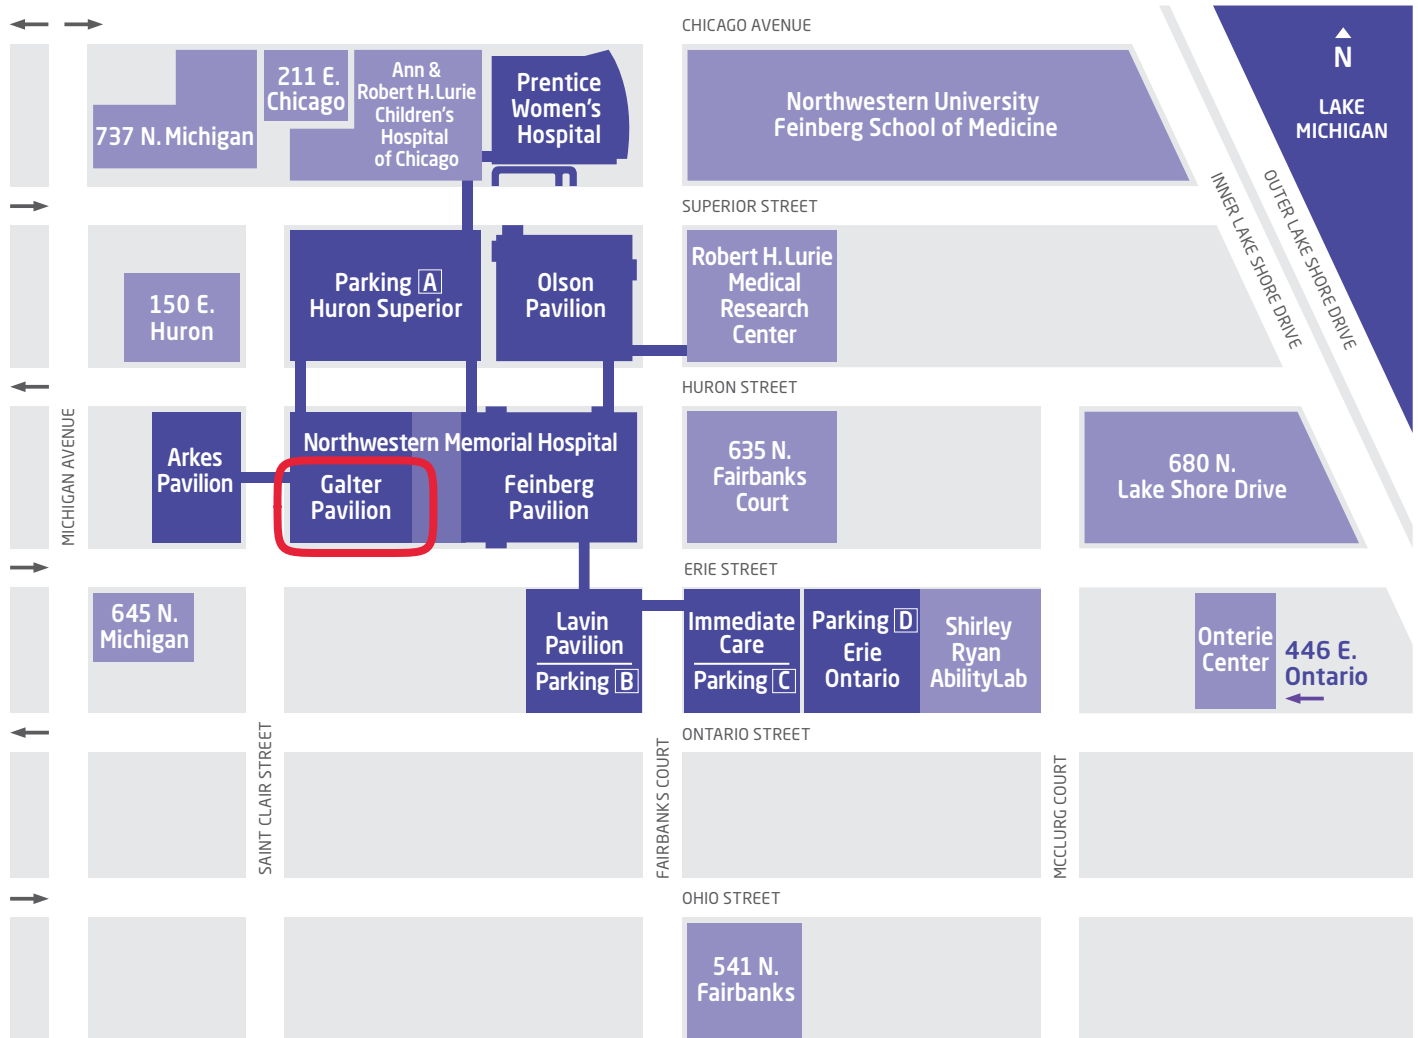 CHICAGO AVENUE
N
LAKE
MICHIGAN
737 N. Michigan
211 E.
Chicago
Ann &
Robert H. Lurie
Children's
Hospital
of Chicago
Prentice
Women's
Hospital
Northwestern University
Feinberg School of Medicine
INNER LAKE SHORE DRIVE
OUTER LAKE SHORE DRIVE
SUPERIOR STREET
150 E.
Huron
Parking A
Huron Superior
Olson
Pavilion
Robert H. Lurie
Medical
Research
Center
HURON STREET
MICHIGAN AVENUE
Arkes
Pavilion
Northwestern Memorial Hospital
Galter
Pavilion
Feinberg
Pavilion
635 N.
Fairbanks
Court
680 N.
Lake Shore Drive
ERIE STREET
645 N.
Michigan
Lavin
Pavilion
Parking B
Immediate
Care
Parking C
Parking D
Erie
Ontario
Shirley
Ryan
AbilityLab
Onterie
Center
446 E.
Ontario
ONTARIO STREET
SAINT CLAIR STREET
FAIRBANKS COURT
MCCLURG COURT
OHIO STREET
541 N.
Fairbanks